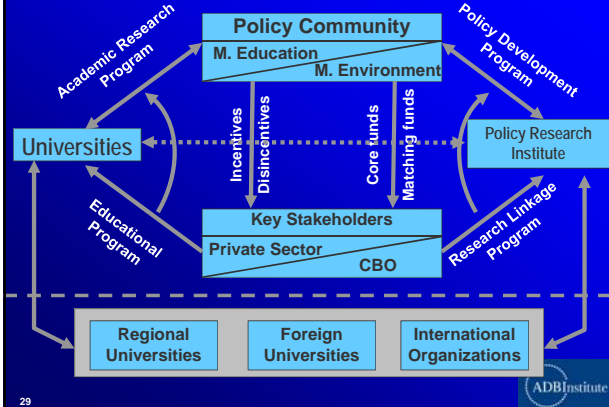 Policy Community
M. Education
M. Environment
Academic Research
Program
Policy Development
Program
Universities
Incentives
Disincentives
Core funds
Matching funds
Policy Research
Institute
Educational
Program
Key Stakeholders
Private Sector
CBO
Research Linkage
Program
Regional
Universities
Foreign
Universities
International
Organizations
29
ADBInstitute